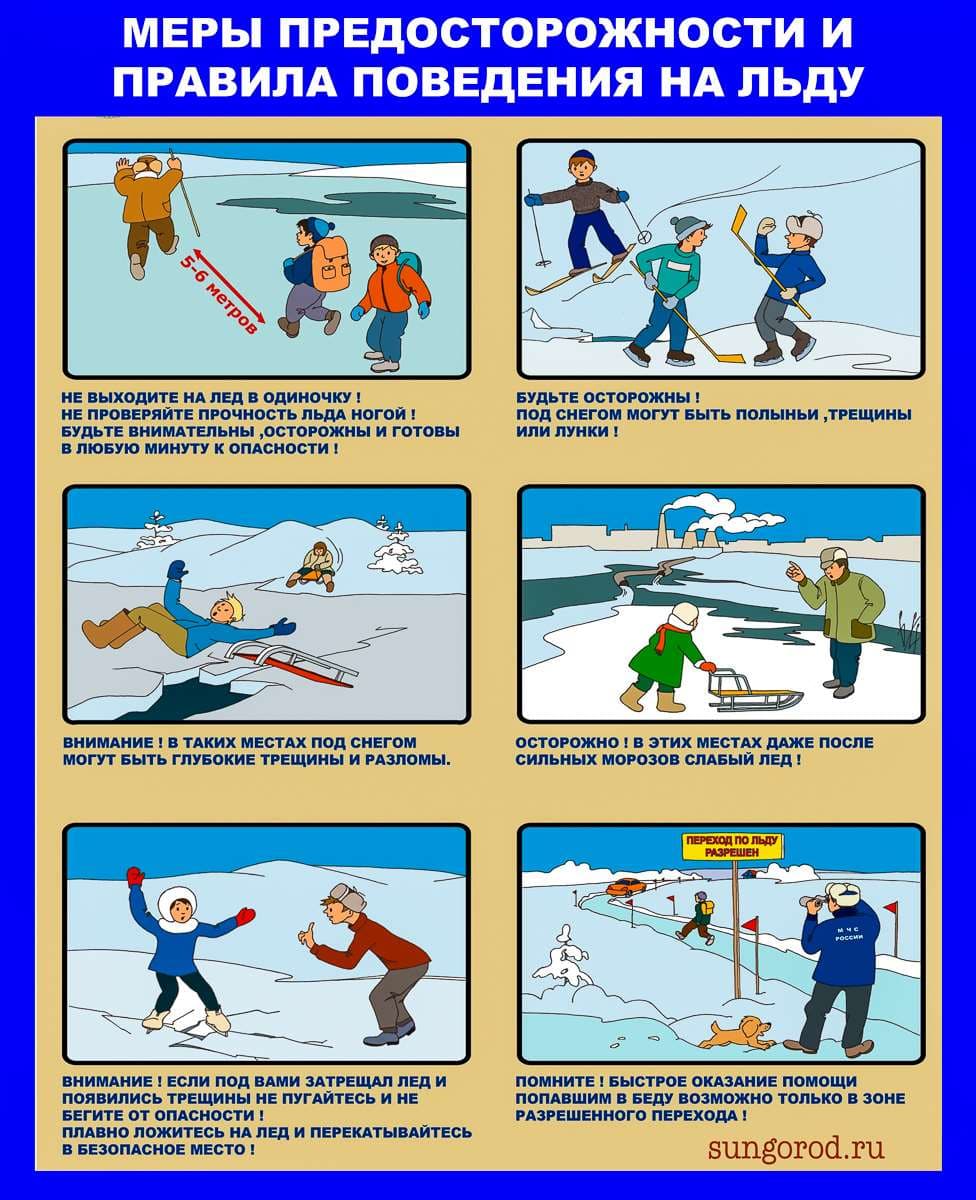 МЕРЫ ПРЕДОСТОРОЖНОСТИ И
ПРАВИЛА ПОВЕДЕНИЯ НА ЛЬДУ
5-6 метров
НЕ ВЫХОДИТЕ НА ЛЕД В ОДИНОЧКУ !
НЕ ПРОВЕРЯЙТЕ ПРОЧНОСТЬ ЛЬДА НОГОЙ !
БУДЬТЕ ВНИМАТЕЛЬНЫ ,ОСТОРОЖНЫ И ГОТОВЫ
В ЛЮБУЮ МИНУТУ К ОПАСНОСТИ !
БУДЬТЕ ОСТОРОЖНЫ !
ПОД СНЕГОМ МОГУТ БЫТЬ ПОЛЫНЬИ ,ТРЕЩИНЫ
ИЛИ ЛУНКИ !
ВНИМАНИЕ ! В ТАКИХ МЕСТАХ ПОД СНЕГОМ
МОГУТ БЫТЬ ГЛУБОКИЕ ТРЕЩИНЫ И РАЗЛОМЫ.
ОСТОРОЖНО ! В ЭТИХ МЕСТАХ ДАЖЕ ПОСЛЕ
СИЛЬНЫХ МОРОЗОВ СЛАБЫЙ ЛЕД !
ВНИМАНИЕ ! ЕСЛИ ПОД ВАМИ ЗАТРЕЩАЛ ЛЕД И
ПОЯВИЛИСЬ ТРЕЩИНЫ НЕ ПУГАЙТЕСЬ И НЕ
БЕГИТЕ ОТ ОПАСНОСТИ !
ПЛАВНО ЛОЖИТЕСЬ НА ЛЕД И ПЕРЕКАТЫВАЙТЕСЬ
В БЕЗОПАСНОЕ МЕСТО !
ПЕРЕХОД ПО ЛЬДУ
РАЗРЕШЕН
М Ч С
РОССИИ
ПОМНИТЕ ! БЫСТРОЕ ОКАЗАНИЕ ПОМОЩИ
ПОПАВШИМ В БЕДУ ВОЗМОЖНО ТОЛЬКО В ЗОНЕ
РАЗРЕШЕННОГО ПЕРЕХОДА !
sungorod.ru